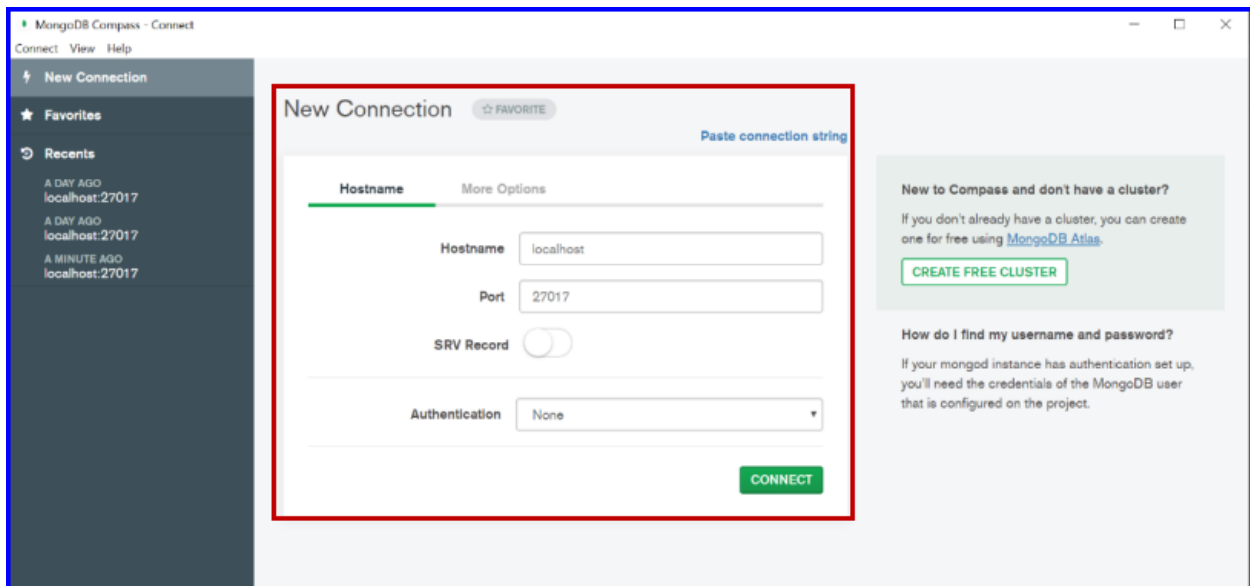 MongoDB Compass - Connect
Connect View Help
New Connection
Favorites
Recents
A DAY AGO
localhost:27017
A DAY AGO
localhost:27017
A MINUTE AGO
localhost:27017
New Connection
FAVORITE
Paste connection string
Hostname More Options
Hostname localhost
Port 27017
SRV Record
Authentication None
CONNECT
New to Compass and don't have a cluster?
If you don't already have a cluster, you can create
one for free using MongoDB Atlas.
CREATE FREE CLUSTER
How do I find my username and password?
If your mongod instance has authentication set up,
you'll need the credentials of the MongoDB user
that is configured on the project.